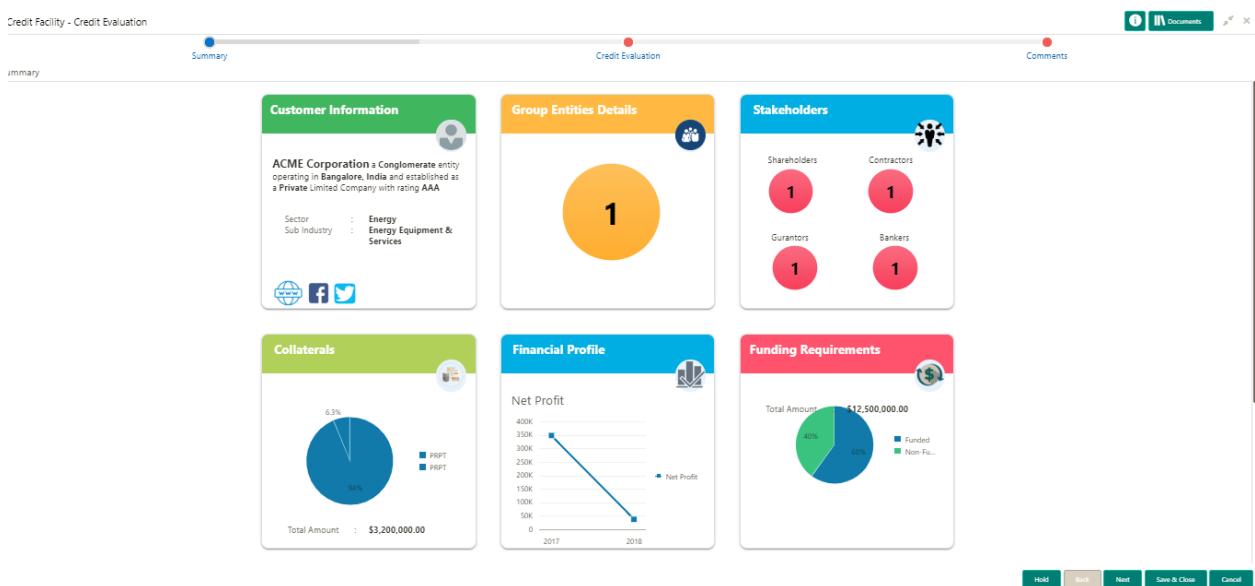 Credit Facility - Credit Evaluation
i
Documents
Summary
Credit Evaluation
Comments
ummary
Customer Information
ACME Corporation a Conglomerate entity
operating in Bangalore, India and established as
a Private Limited Company with rating AAA
Sector : Energy
Sub Industry : Energy Equipment &
Services
www
Group Entities Details
1
Stakeholders
Shareholders
Contractors
1
1
Gurantors
Bankers
1
1
Collaterals
6.3%
94%
PRPT
PRPT
Total Amount : $3,200,000.00
Financial Profile
Net Profit
400K
350K
300K
250K
200K
150K
100K
50K
0
2017
2018
Net Profit
Funding Requirements
Total Amount $12,500,000.00
40%
60%
Funded
Non-Fu...
Hold
Back
Next
Save & Close
Cancel